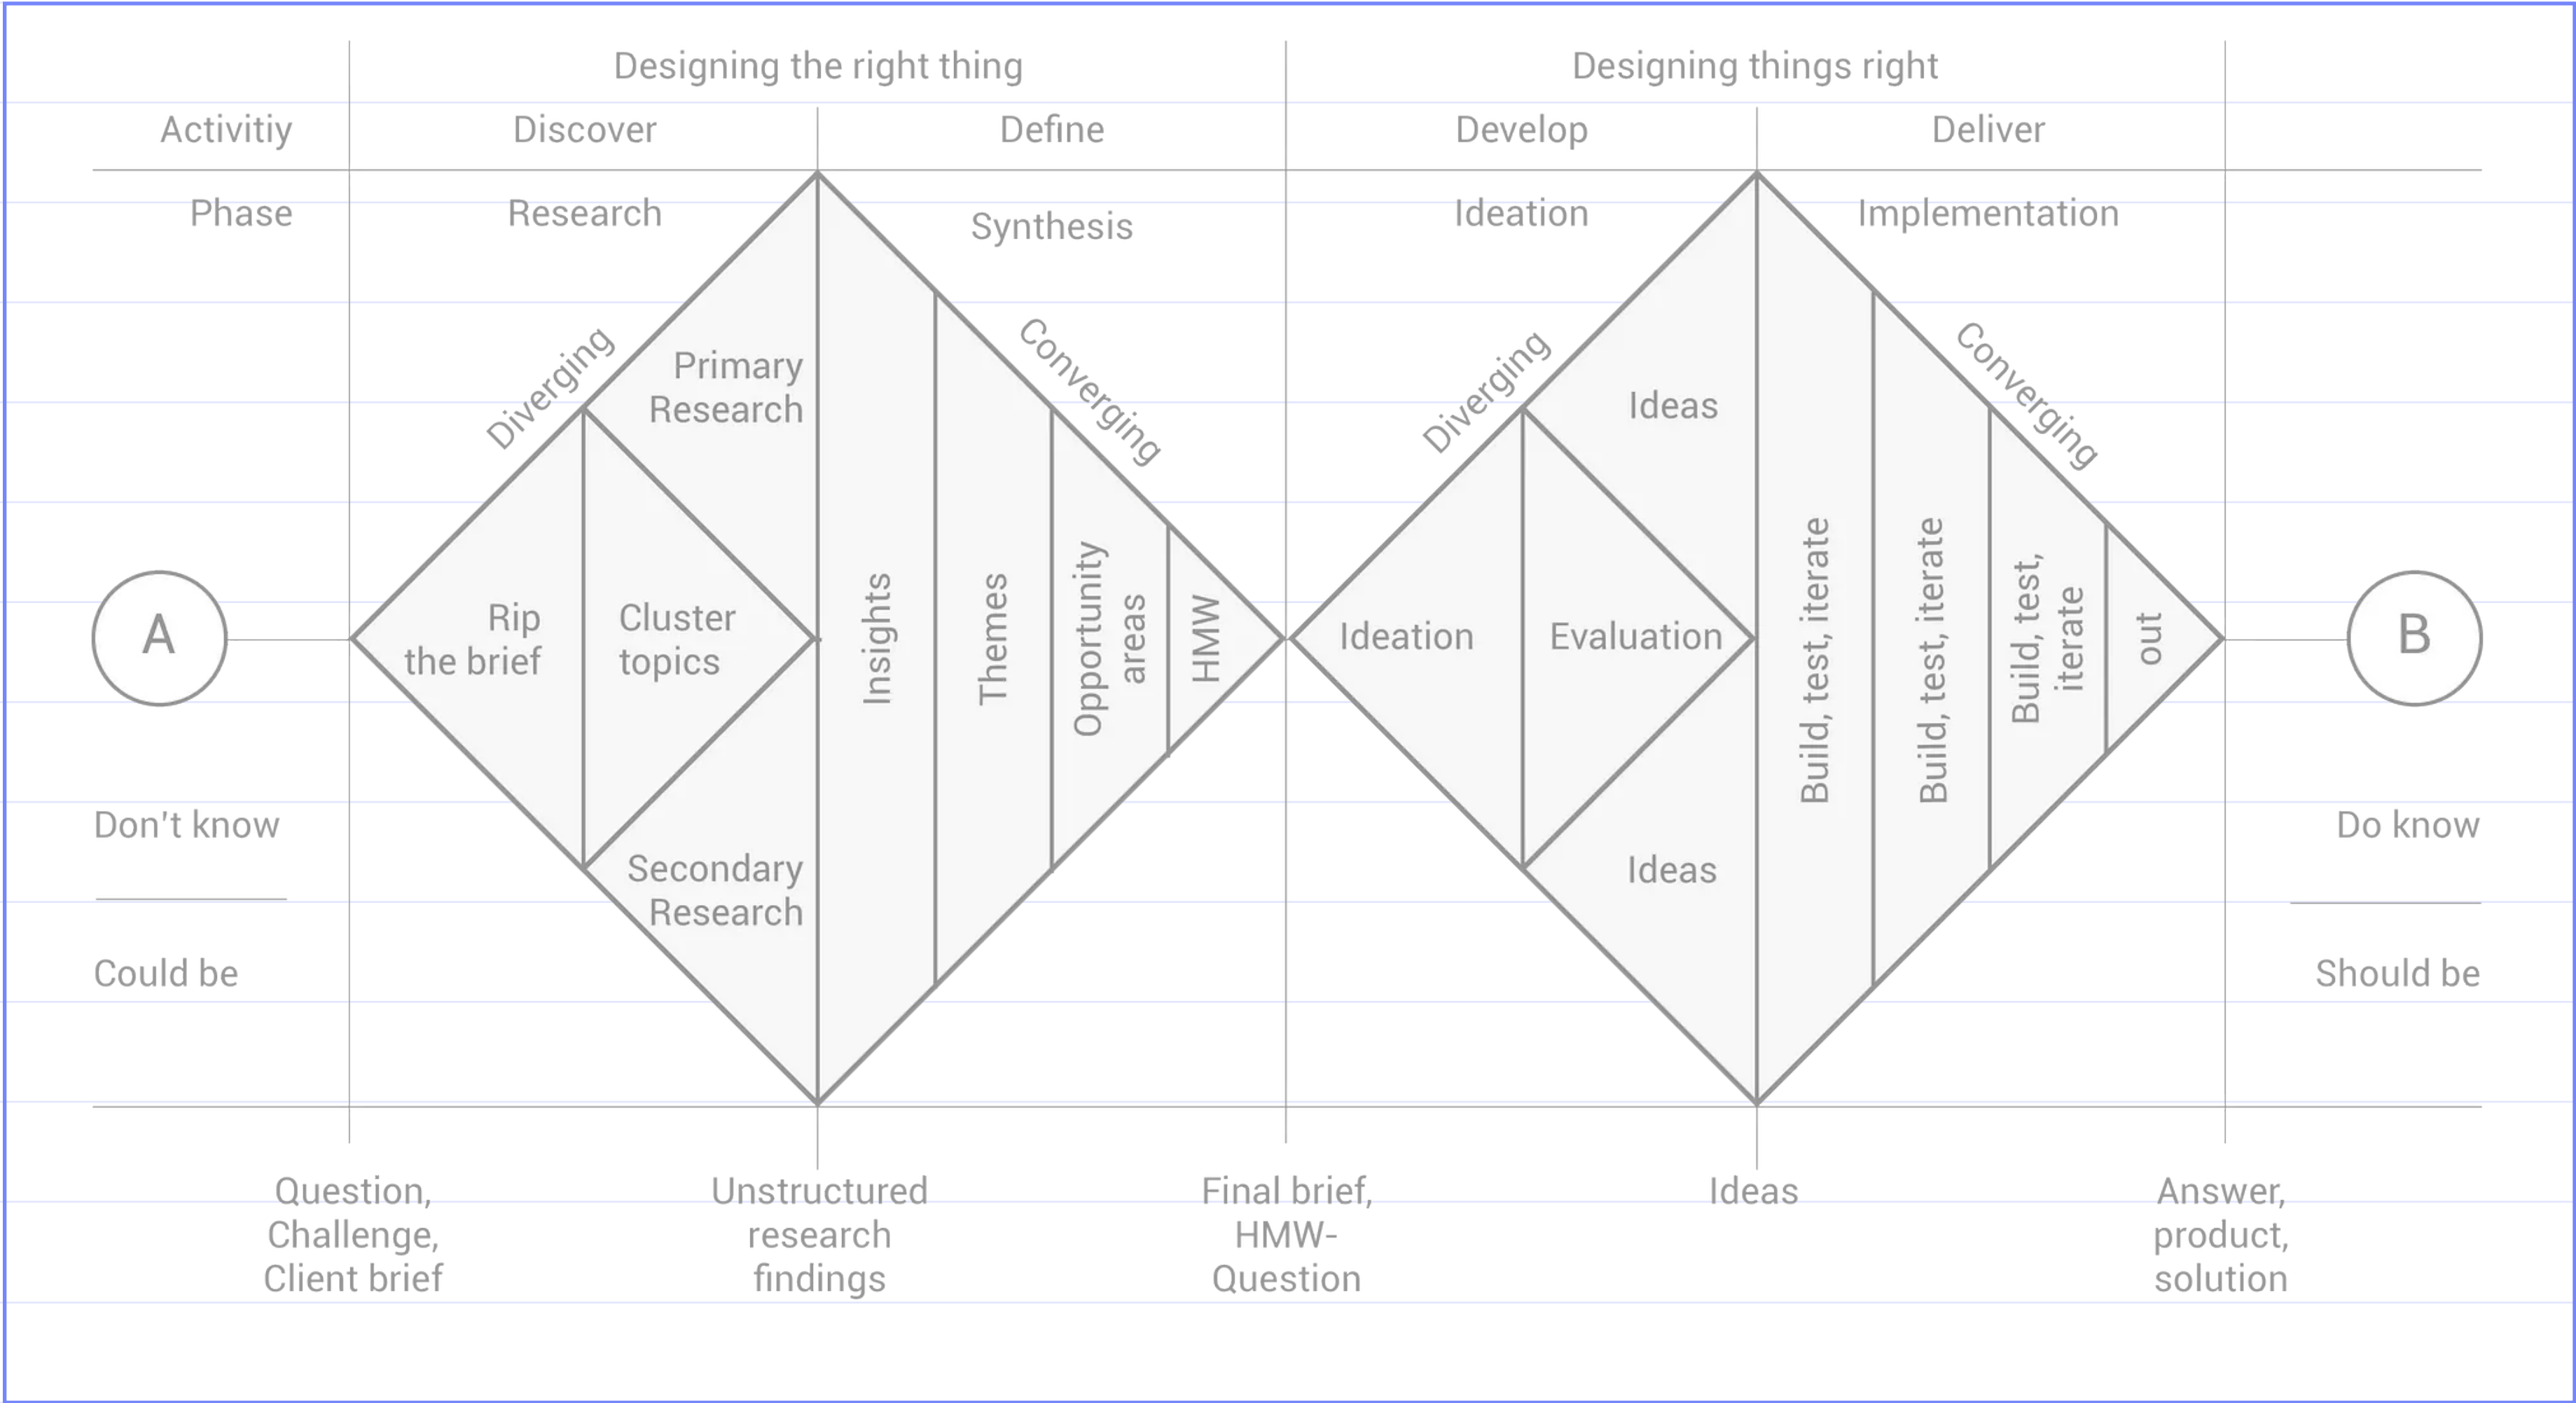 Designing the right thing
Designing things right
Activitiy
Discover
Define
Develop
Deliver
Phase
Research
Synthesis
Ideation
Implementation
Diverging
Converging
Diverging
Converging
Primary
Research
Ideas
A
Rip
the brief
Cluster
topics
Insights
Themes
Opportunity
areas
HMW
Ideation
Evaluation
Build, test, iterate
Build, test, iterate
Build, test,
iterate
out
B
Don't know
Do know
Secondary
Research
Ideas
Could be
Should be
Question,
Challenge,
Client brief
Unstructured
research
findings
Final brief,
HMW-
Question
Ideas
Answer,
product,
solution